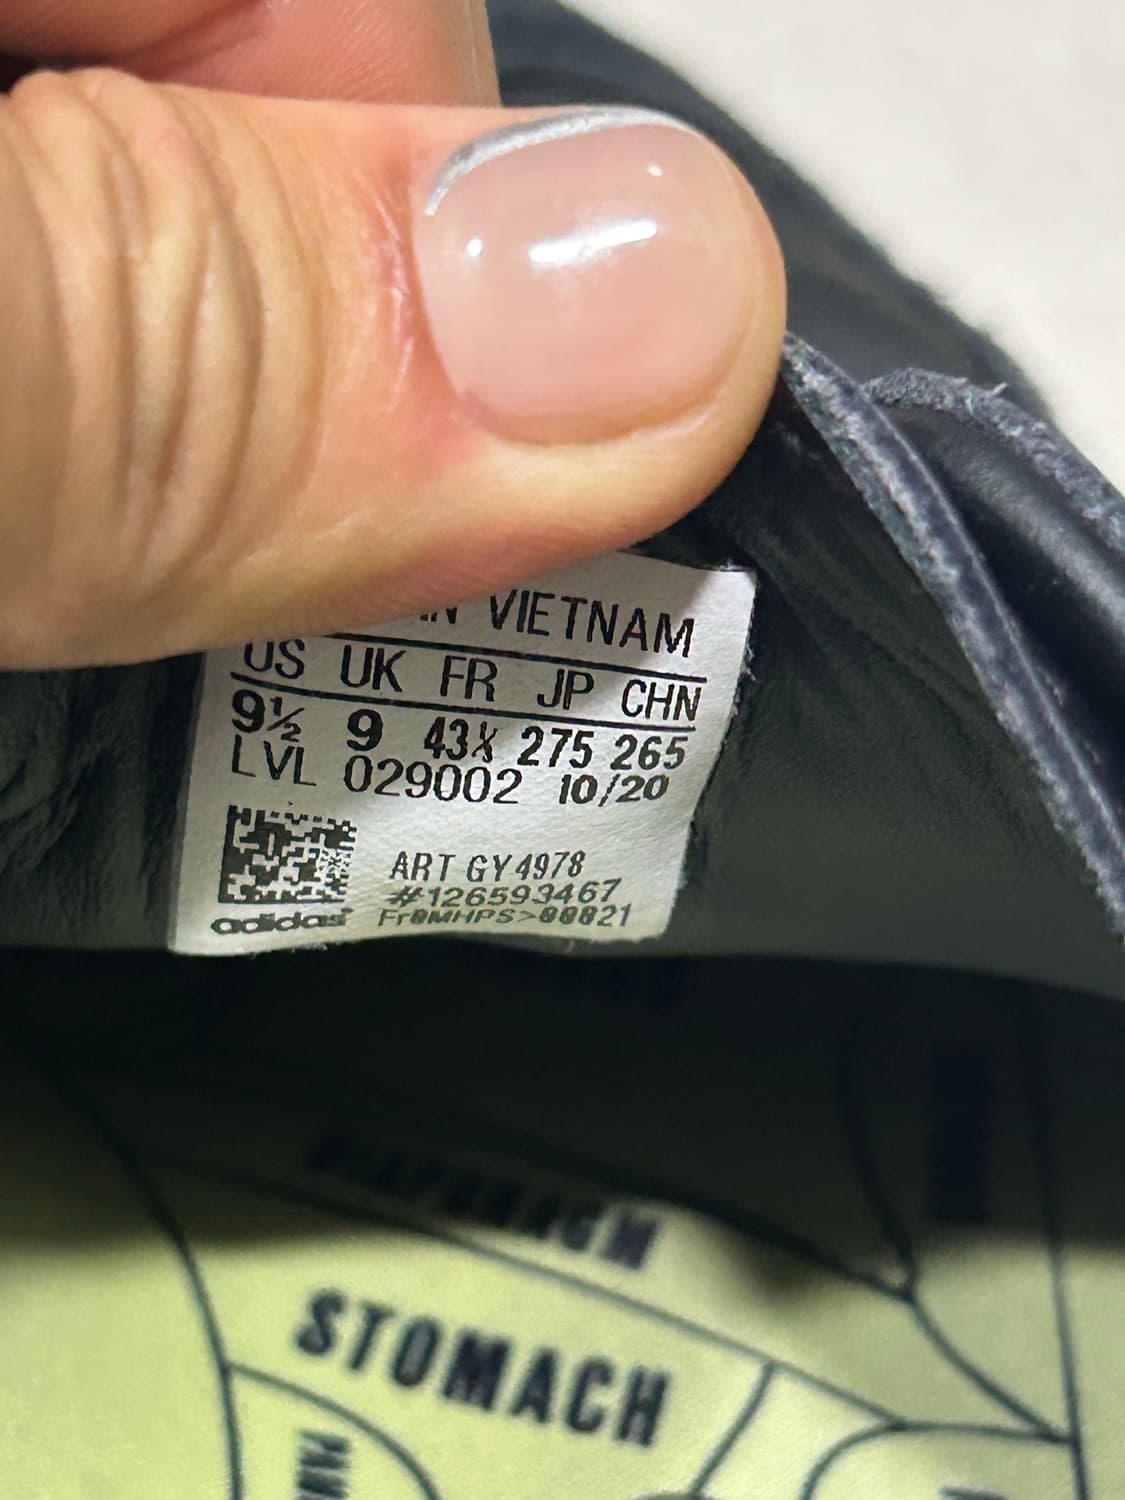 IN VIETNAM
US UK FR JP CHN
9½ 9 43⅓ 275 265
LVL 029002 10/20
ART GY4978
#126593467
adidas FrOMHPS>00821
STOMACH